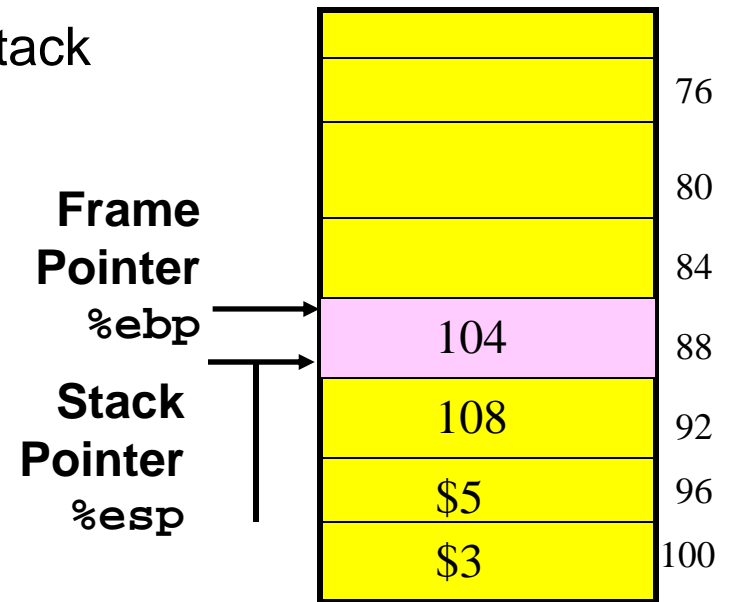 tack
76
80
Frame
Pointer
%ebp
84
104
88
Stack
Pointer
%esp
108
92
$5
96
$3
100